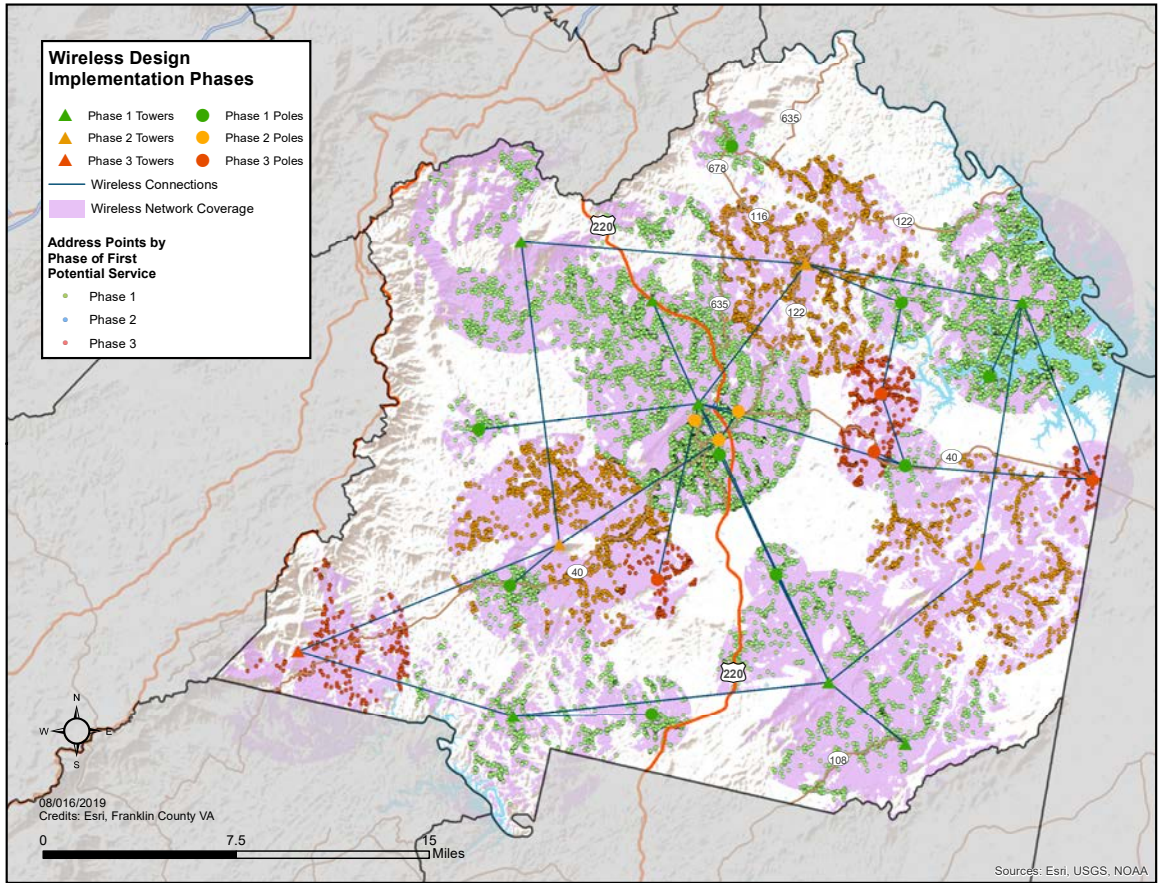 Wireless Design
Implementation Phases
Phase 1 Towers
Phase 1 Poles
Phase 2 Towers
Phase 2 Poles
Phase 3 Towers
Phase 3 Poles
Wireless Connections
Wireless Network Coverage
Address Points by
Phase of First
Potential Service
Phase 1
Phase 2
Phase 3
635
678
116
122
220
635
122
40
40
220
108
N
W
E
S
08/016/2019
Credits: Esri, Franklin County VA
0
7.5
15
Miles
Sources: Esri, USGS, NOAA